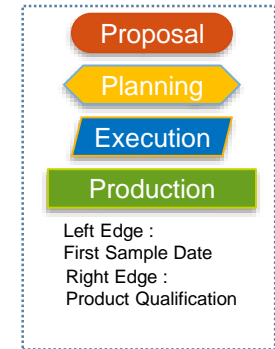 Proposal
Planning
Execution
Production
Left Edge :
First Sample Date
Right Edge :
Product Qualification